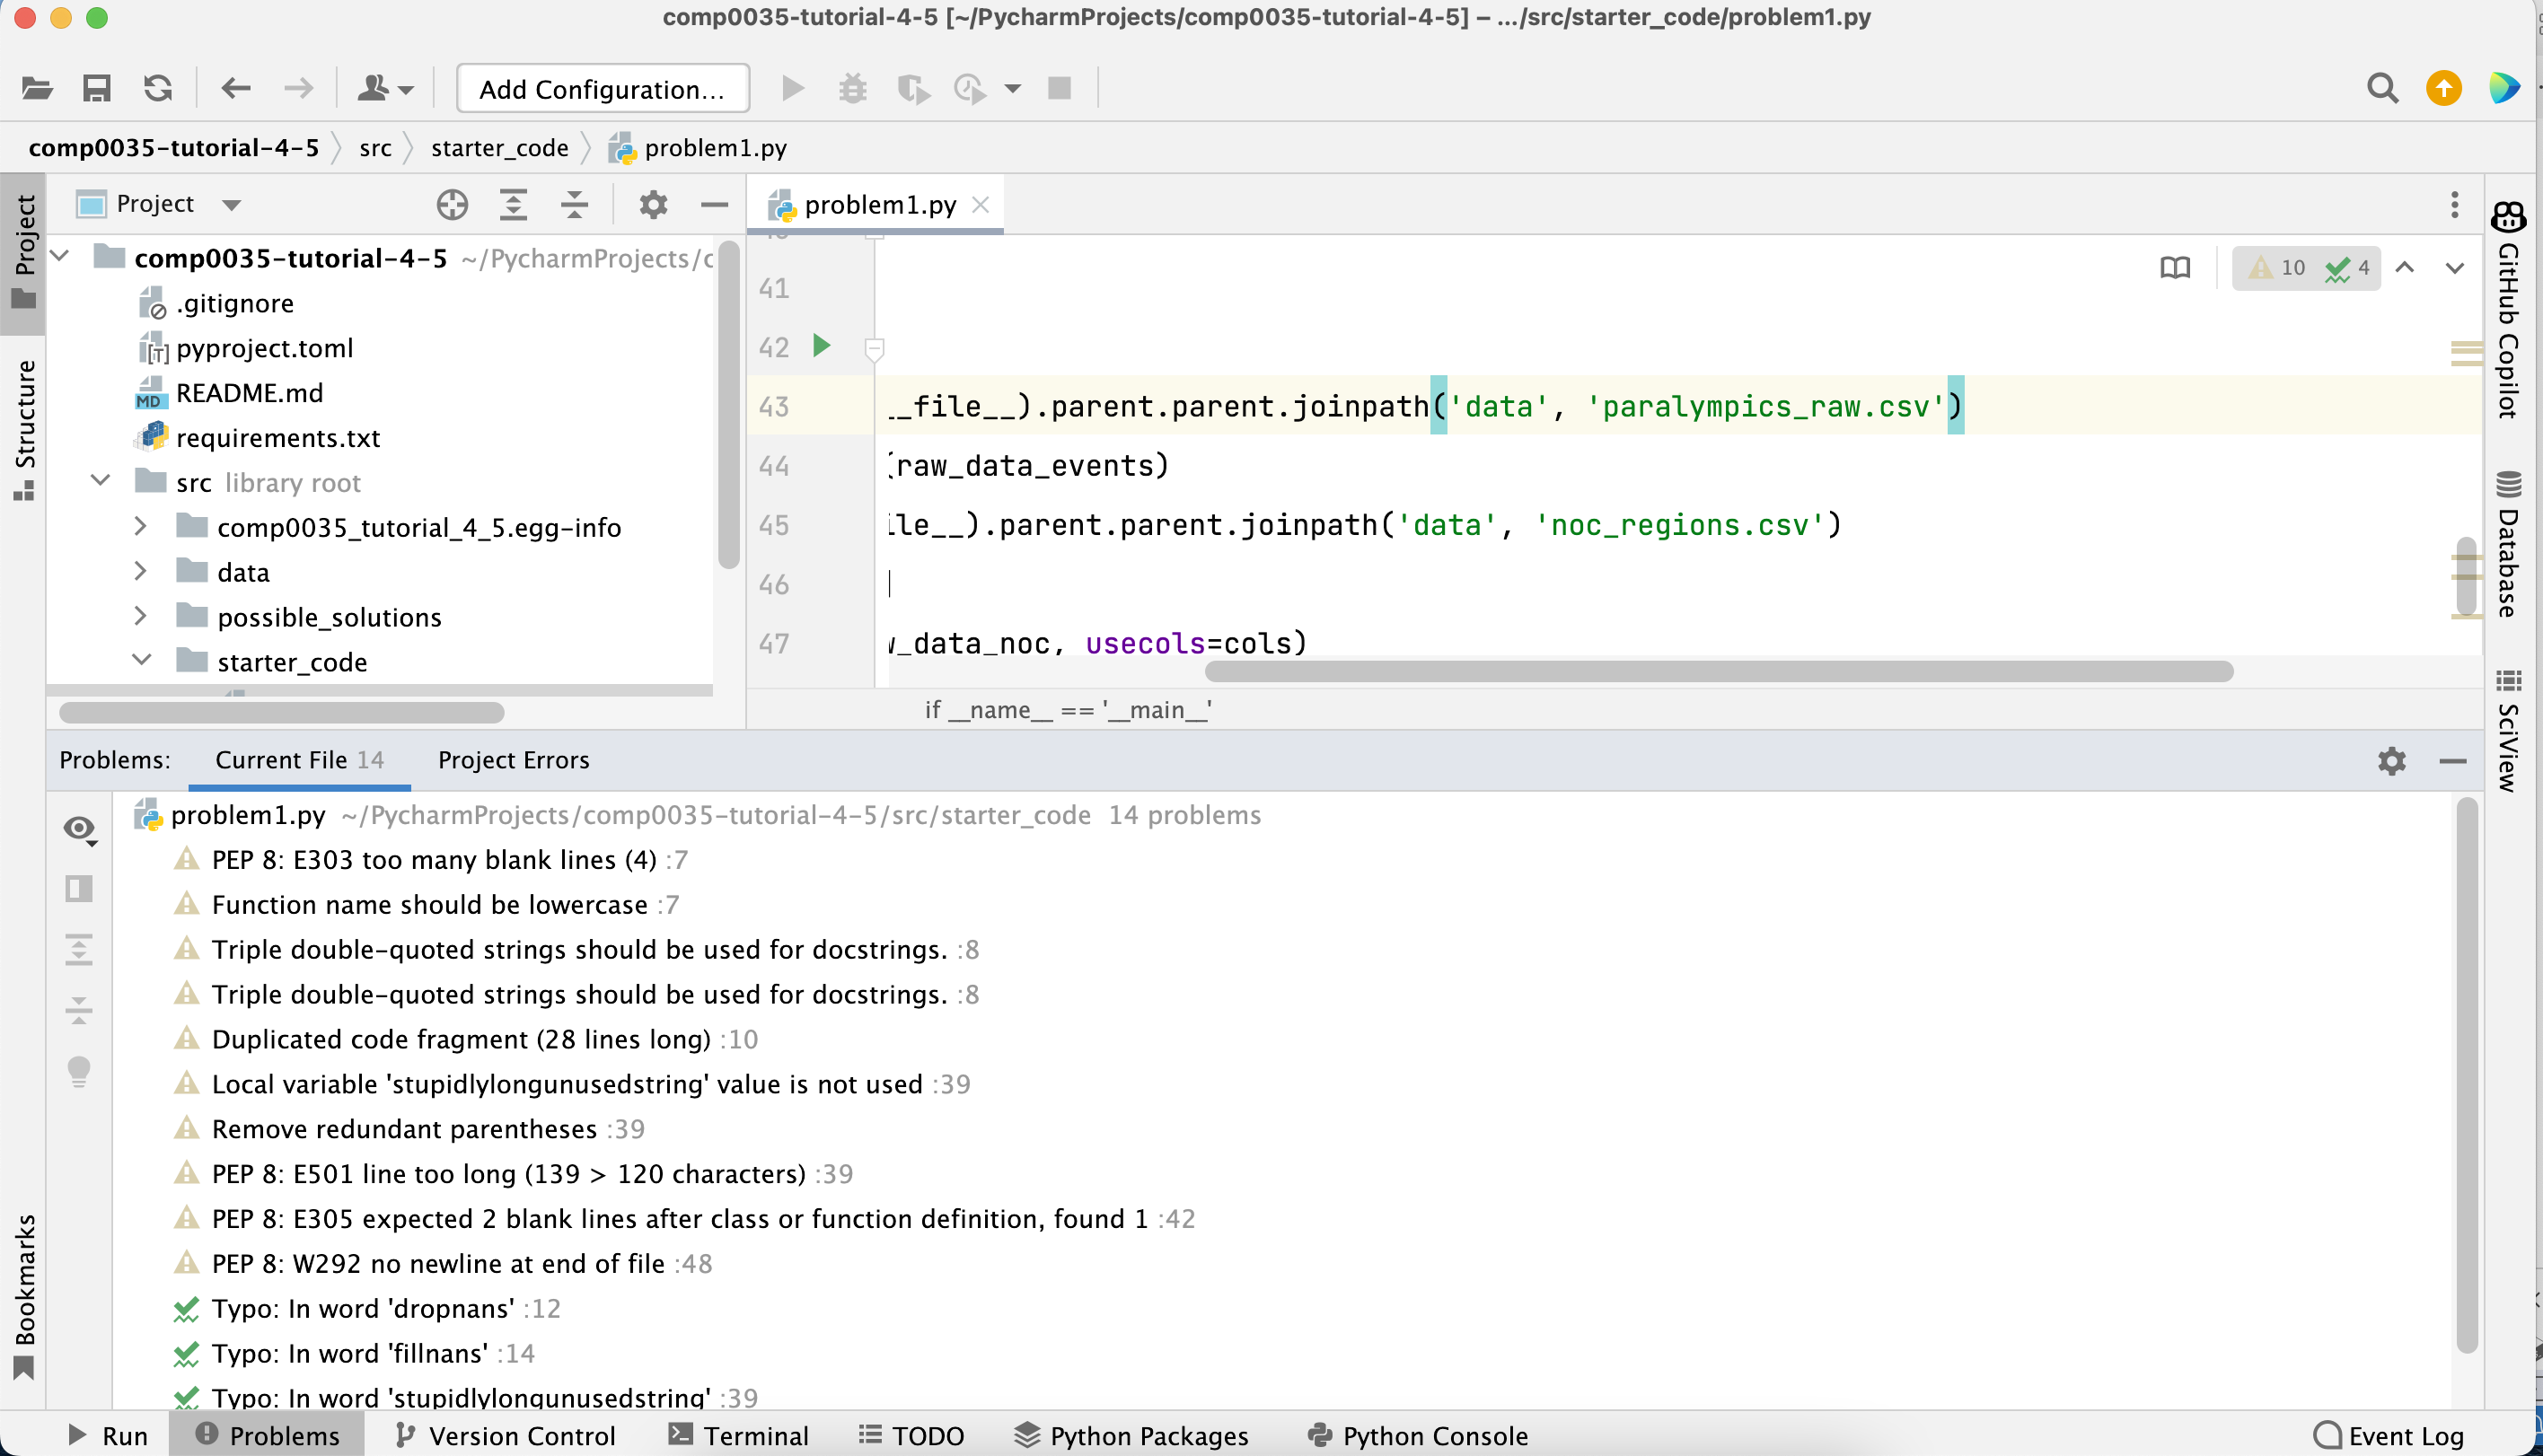 comp0035-tutorial-4-5 [~/PycharmProjects/comp0035-tutorial-4-5] – .../src/starter_code/problem1.py
Add Configuration...
comp0035-tutorial-4-5 src starter_code problem1.py
Project
Project
Structure
Bookmarks
comp0035-tutorial-4-5 ~/PycharmProjects/c
.gitignore
pyproject.toml
README.md
requirements.txt
src library root
comp0035_tutorial_4_5.egg-info
data
possible_solutions
starter_code
problem1.py
10 4
41
42
43 __file__).parent.parent.joinpath('data', 'paralympics_raw.csv')
44 (raw_data_events)
45 ile__).parent.parent.joinpath('data', 'noc_regions.csv')
46
47 w_data_noc, usecols=cols)
if __name__ == '__main__'
GitHub Copilot
Database
SciView
Problems: Current File 14 Project Errors
problem1.py ~/PycharmProjects/comp0035-tutorial-4-5/src/starter_code 14 problems
PEP 8: E303 too many blank lines (4) :7
Function name should be lowercase :7
Triple double-quoted strings should be used for docstrings. :8
Triple double-quoted strings should be used for docstrings. :8
Duplicated code fragment (28 lines long) :10
Local variable 'stupidlylongunusedstring' value is not used :39
Remove redundant parentheses :39
PEP 8: E501 line too long (139 > 120 characters) :39
PEP 8: E305 expected 2 blank lines after class or function definition, found 1 :42
PEP 8: W292 no newline at end of file :48
Typo: In word 'dropnans' :12
Typo: In word 'fillnans' :14
Typo: In word 'stupidlylongunusedstring' :39
Run Problems Version Control Terminal TODO Python Packages Python Console Event Log